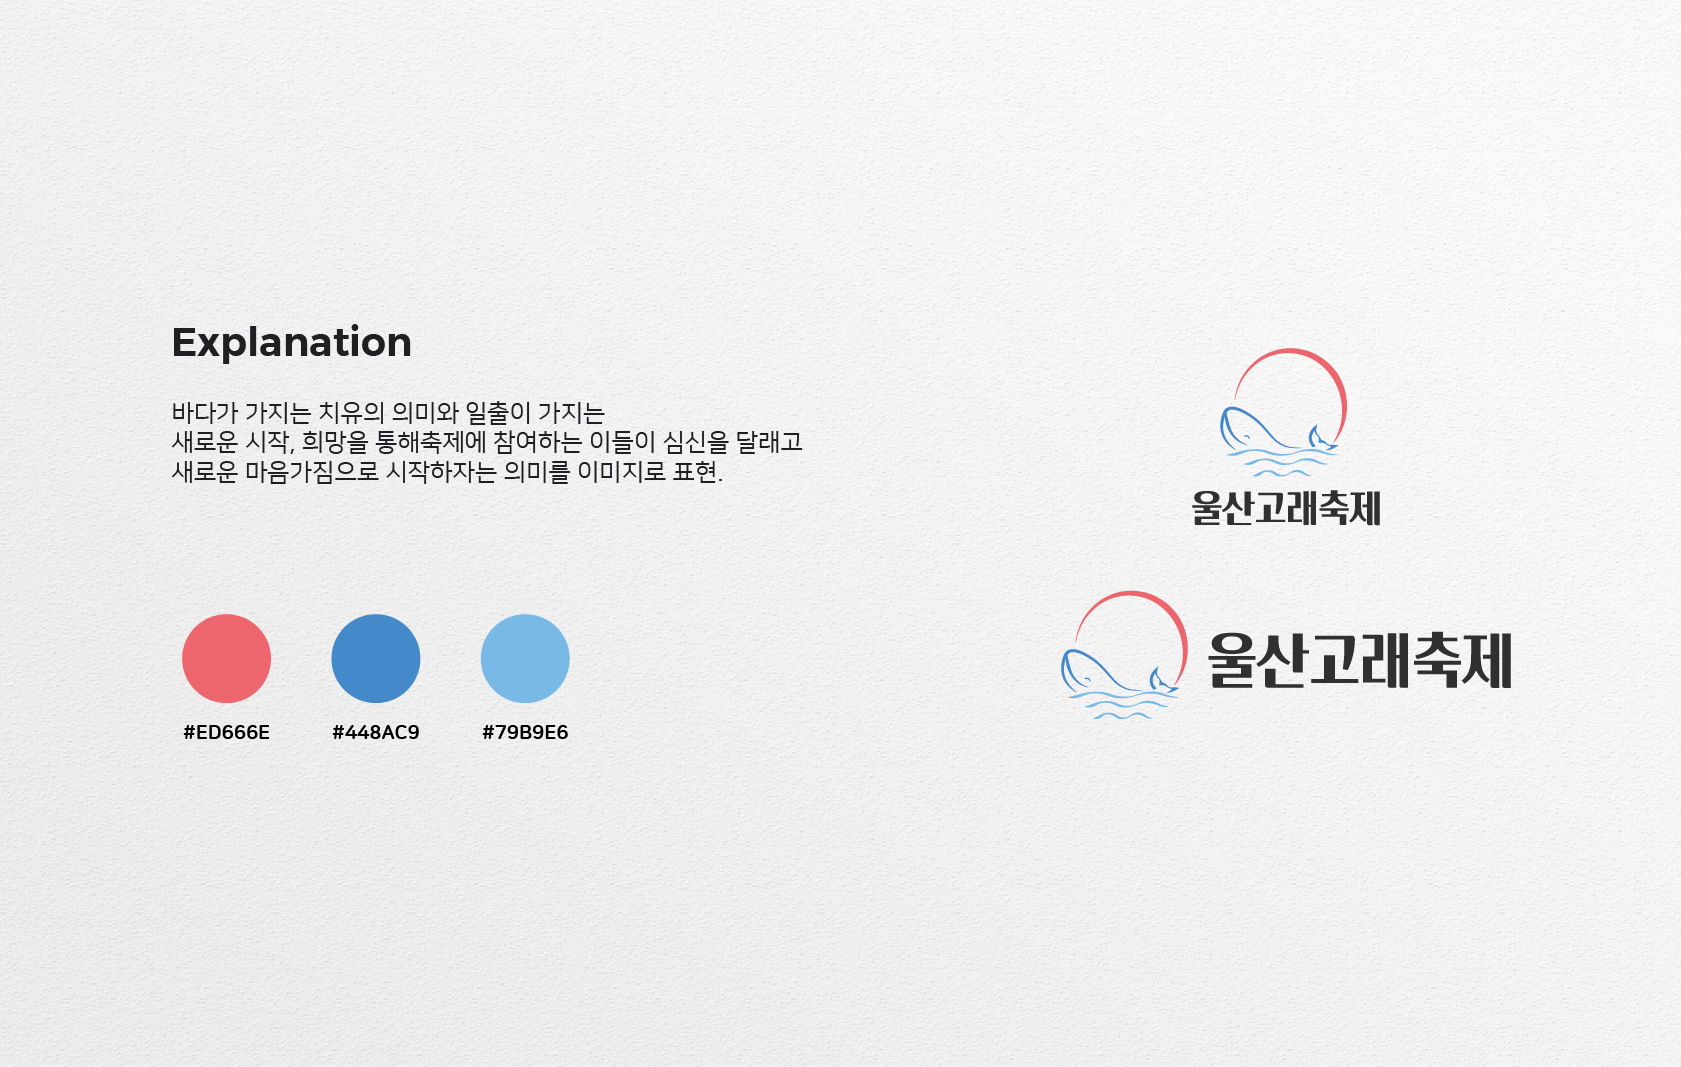 Explanation
바다가 가지는 치유의 의미와 일출이 가지는
새로운 시작, 희망을 통해축제에 참여하는 이들이 심신을 달래고
새로운 마음가짐으로 시작하자는 의미를 이미지로 표현.
#ED666E
#448AC9
#79B9E6
울산고래축제
울산고래축제